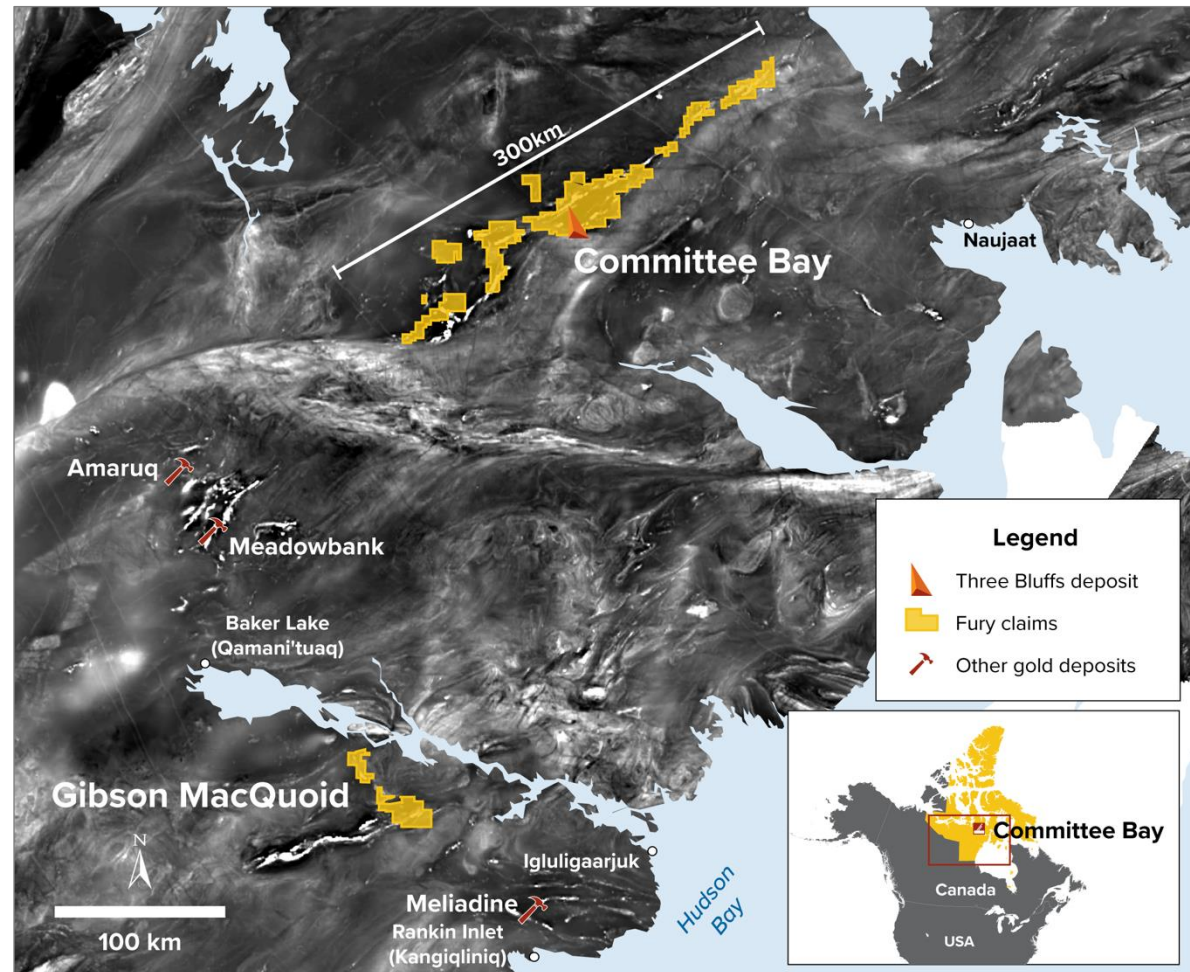 300km
Naujaat
Committee Bay
Amaruq
Meadowbank
Legend
Three Bluffs deposit
Fury claims
Other gold deposits
Baker Lake
(Qamani'tuaq)
Gibson MacQuoid
N
100 km
Igluligaarjuk
Meliadine
Rankin Inlet
(Kangiqliniq)
Hudson
Bay
Committee Bay
Canada
USA